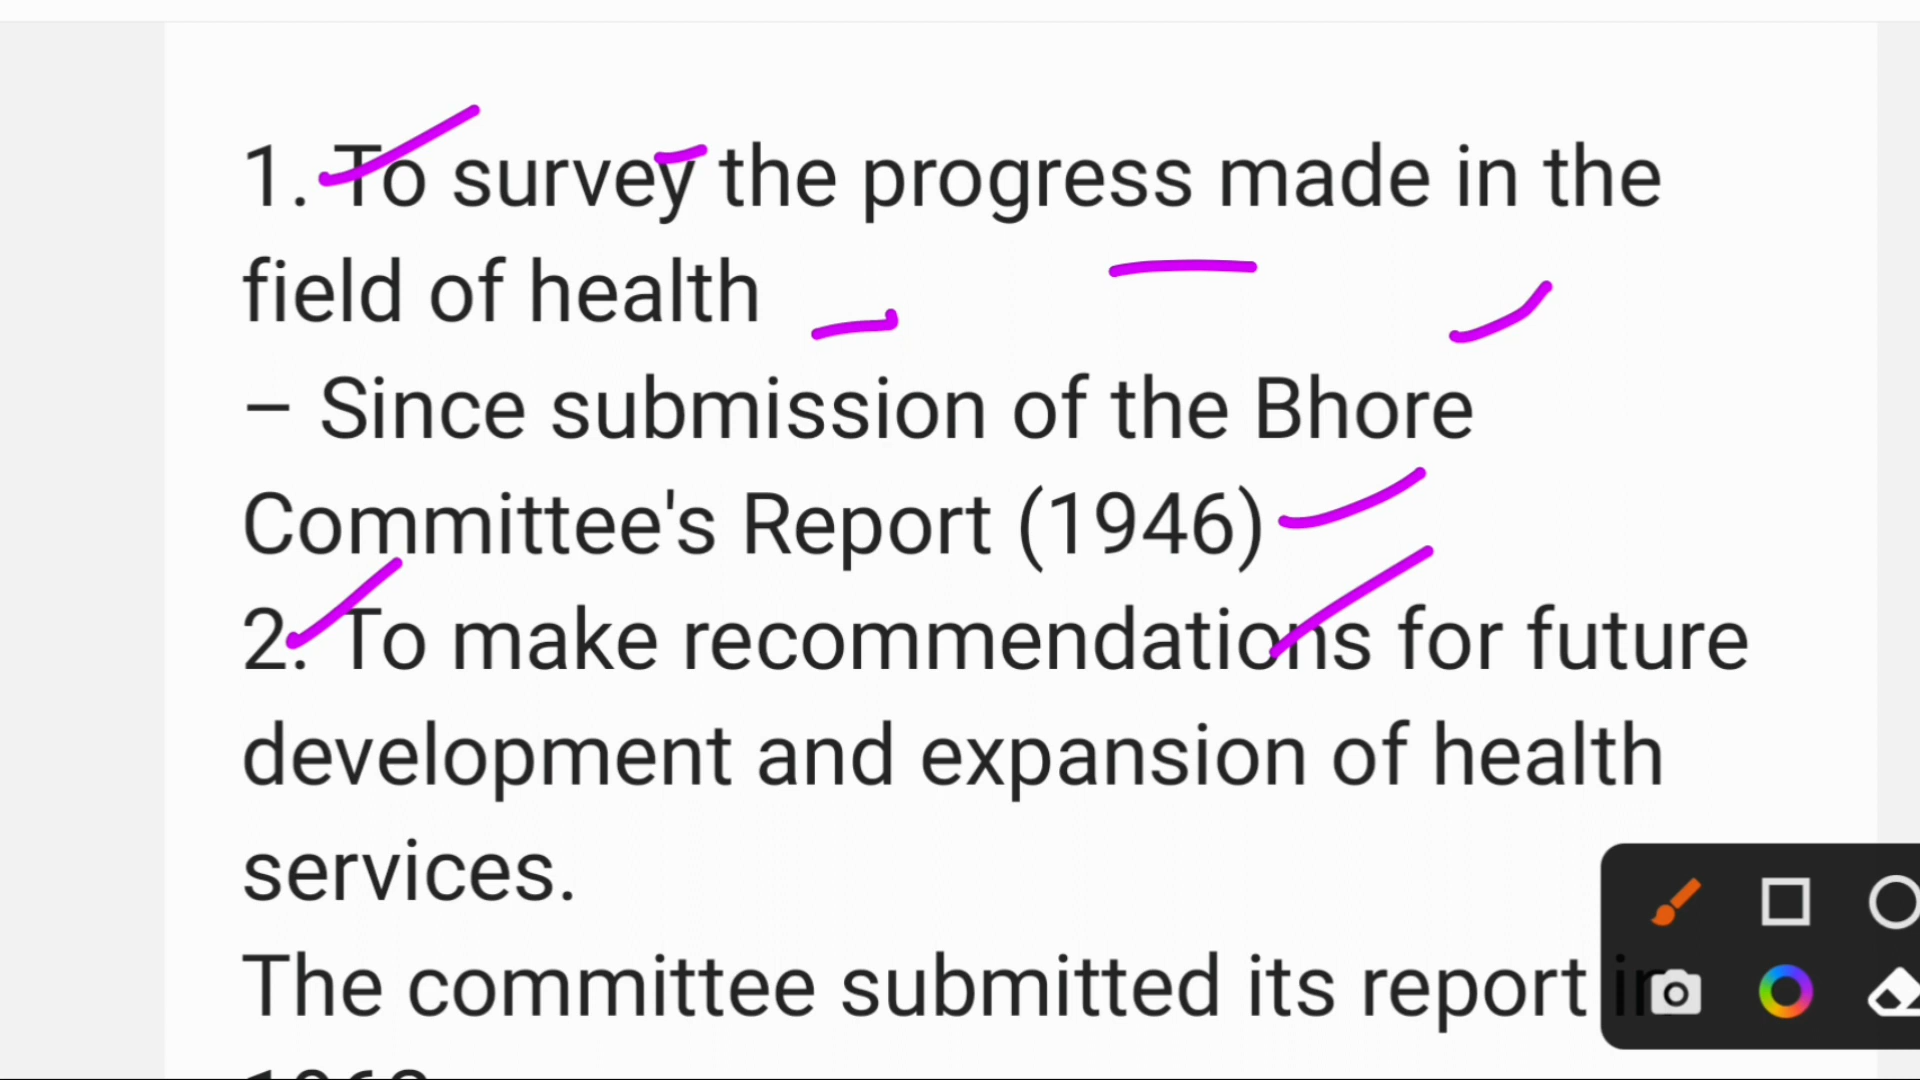 1. To survey the progress made in the
field of health
– Since submission of the Bhore
Committee's Report (1946)
2. To make recommendations for future
development and expansion of health
services.
The committee submitted its report in